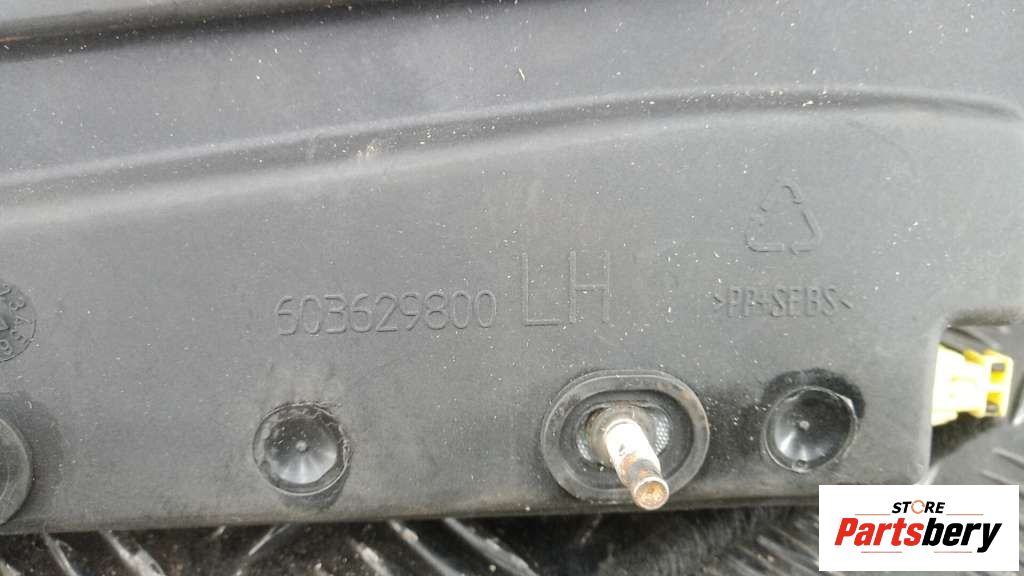 603629800 LH >PP+SEBS<
STORE
Partsbery